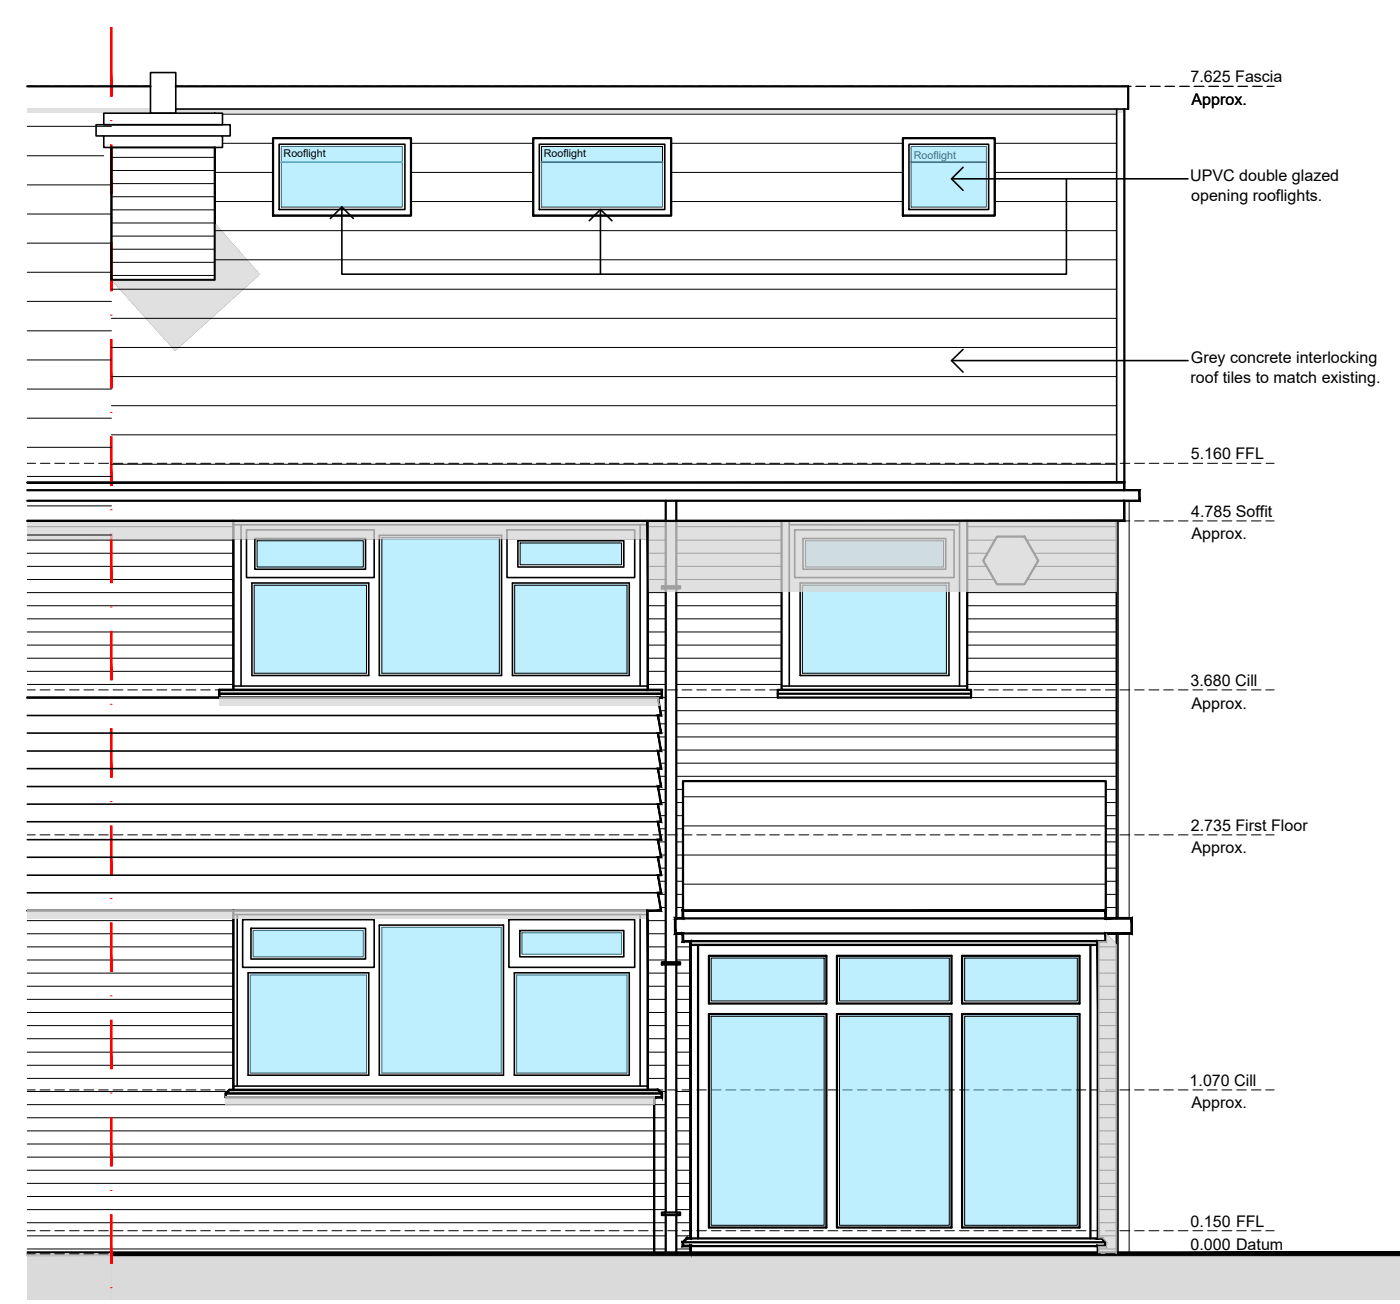 7.625 Fascia
Approx.
Rooflight
Rooflight
Rooflight
UPVC double glazed
opening rooflights.
Grey concrete interlocking
roof tiles to match existing.
5.160 FFL
4.785 Soffit
Approx.
3.680 Cill
Approx.
2.735 First Floor
Approx.
1.070 Cill
Approx.
0.150 FFL
0.000 Datum